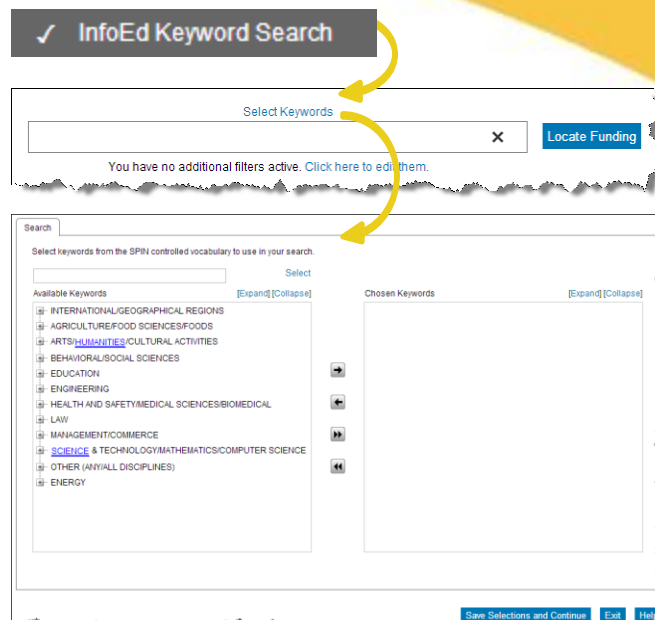 ✓ InfoEd Keyword Search
Select Keywords
× Locate Funding
You have no additional filters active. Click here to edit them.
Search
Select keywords from the SPIN controlled vocabulary to use in your search.
Select
Available Keywords [Expand] [Collapse] Chosen Keywords [Expand] [Collapse]
INTERNATIONAL/GEOGRAPHICAL REGIONS
AGRICULTURE/FOOD SCIENCES/FOODS
ARTS/HUMANITIES/CULTURAL ACTIVITIES
BEHAVIORAL/SOCIAL SCIENCES
EDUCATION
ENGINEERING
HEALTH AND SAFETY/MEDICAL SCIENCES/BIOMEDICAL
LAW
MANAGEMENT/COMMERCE
SCIENCE & TECHNOLOGY/MATHEMATICS/COMPUTER SCIENCE
OTHER (ANY/ALL DISCIPLINES)
ENERGY
Save Selections and Continue Exit Help